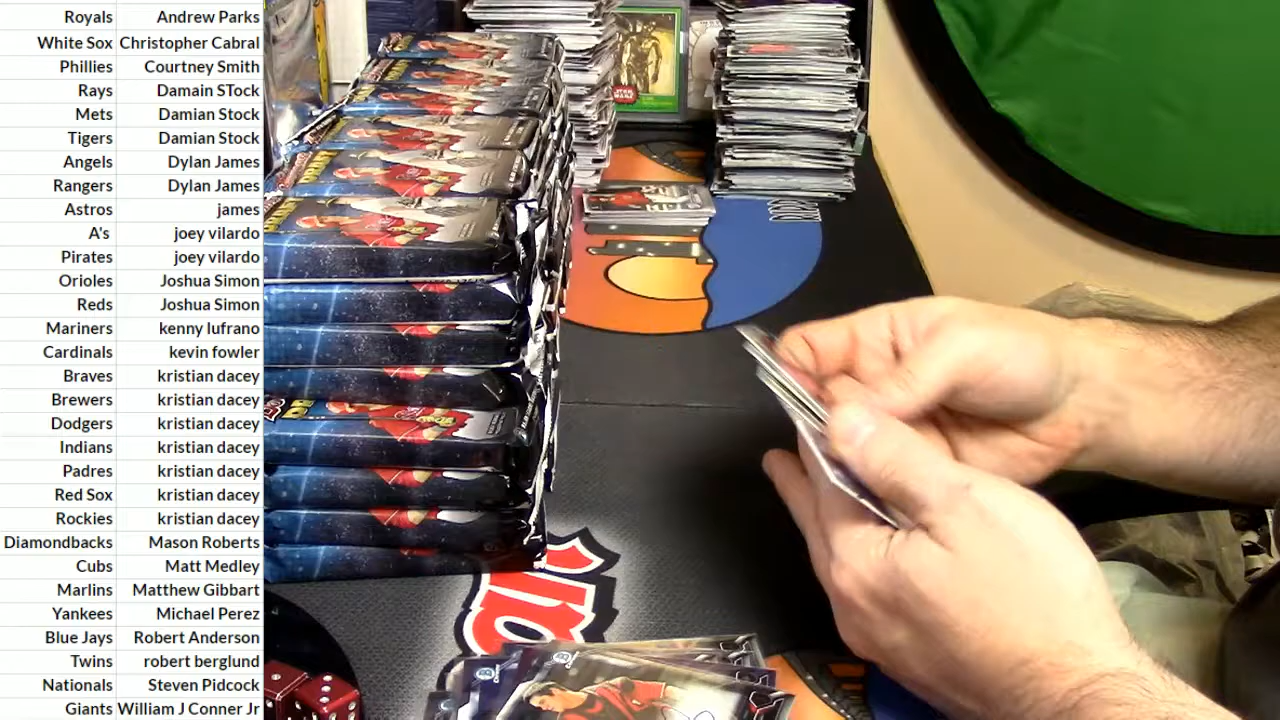 Royals Andrew Parks
White Sox Christopher Cabral
Phillies Courtney Smith
Rays Damain STock
Mets Damian Stock
Tigers Damian Stock
Angels Dylan James
Rangers Dylan James
Astros james
A's joey vilardo
Pirates joey vilardo
Orioles Joshua Simon
Reds Joshua Simon
Mariners kenny lufrano
Cardinals kevin fowler
Braves kristian dacey
Brewers kristian dacey
Dodgers kristian dacey
Indians kristian dacey
Padres kristian dacey
Red Sox kristian dacey
Rockies kristian dacey
Diamondbacks Mason Roberts
Cubs Matt Medley
Marlins Matthew Gibbart
Yankees Michael Perez
Blue Jays Robert Anderson
Twins robert berglund
Nationals Steven Pidcock
Giants William J Conner Jr
STAR WARS